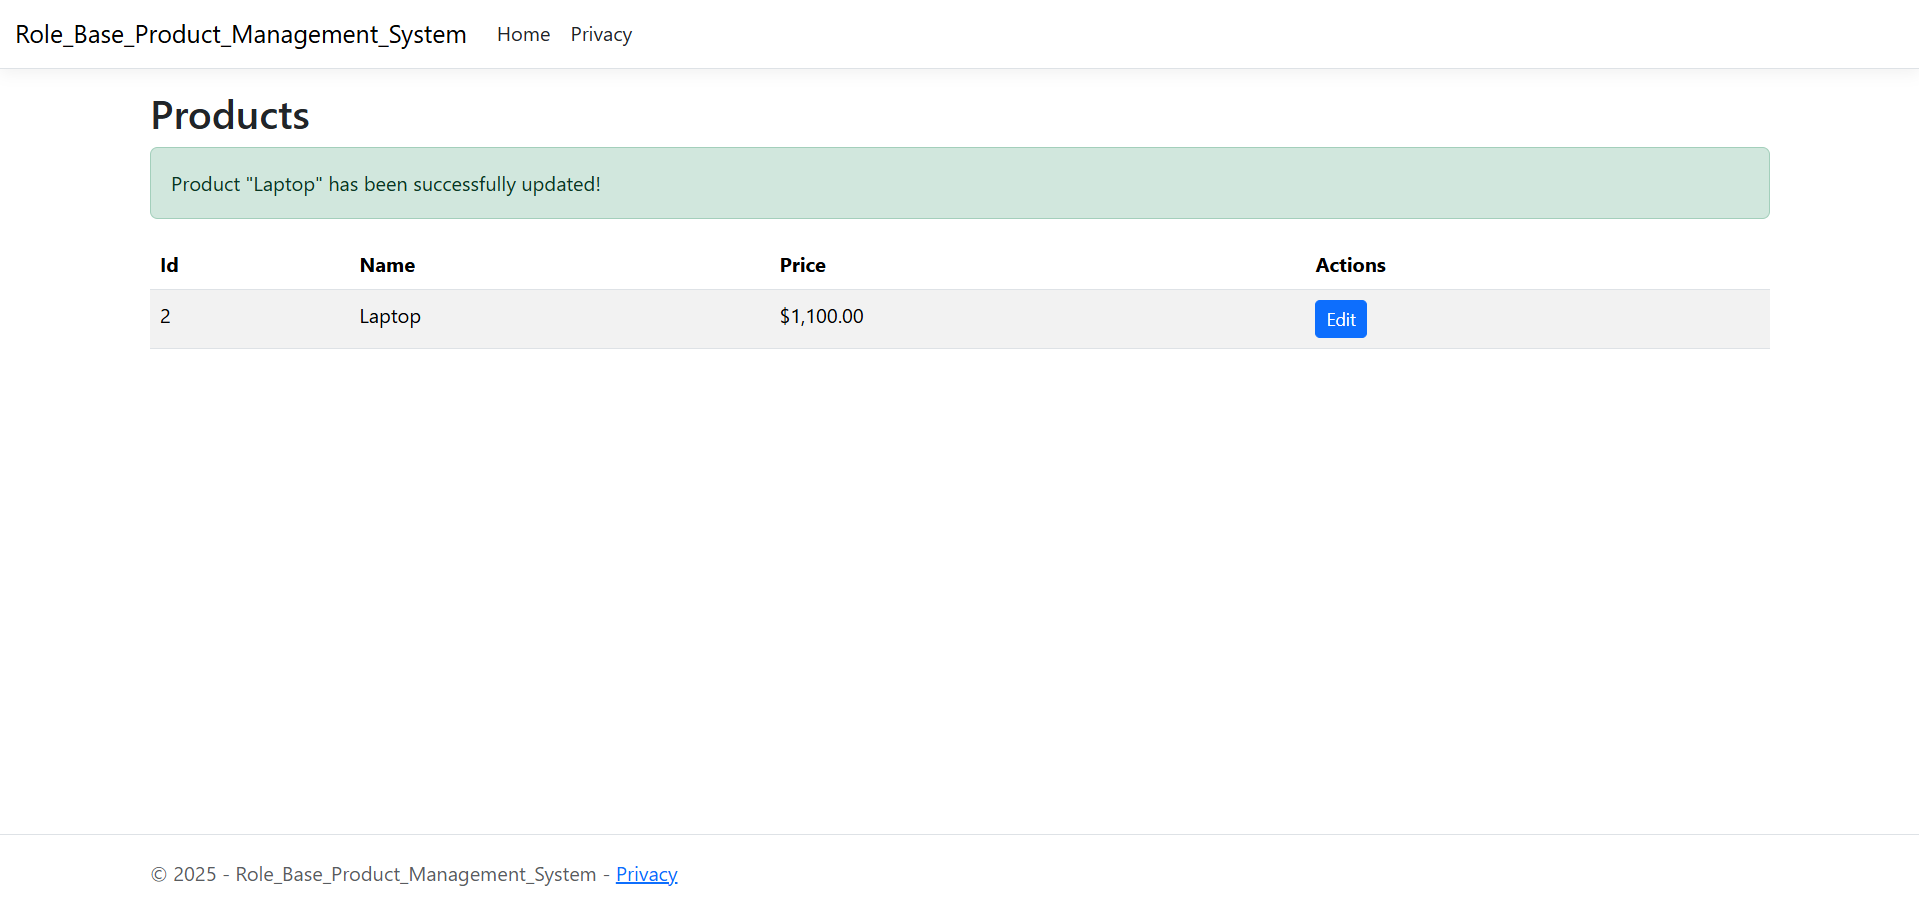 Role_Base_Product_Management_System Home Privacy
Products
Product "Laptop" has been successfully updated!
Id Name Price Actions
2 Laptop $1,100.00 Edit
© 2025 - Role_Base_Product_Management_System - Privacy